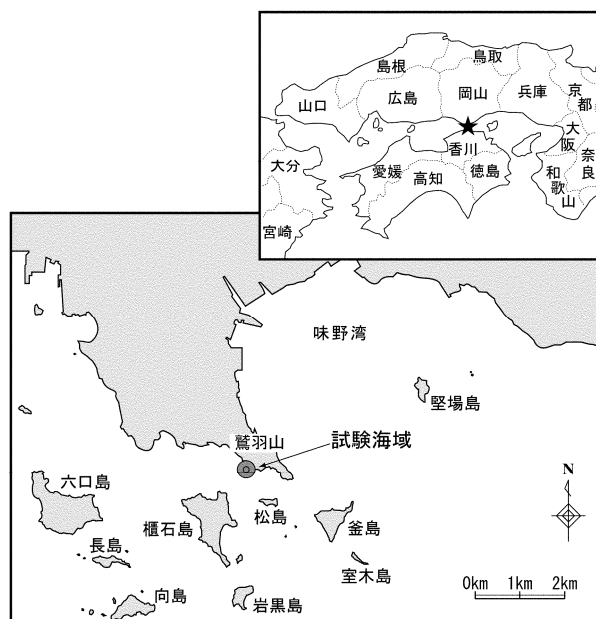 島根
鳥取
山口
広島
岡山
兵庫
京都
大阪
奈良
和歌山
香川
徳島
愛媛
高知
大分
宮崎
味野湾
堅場島
鷲羽山
試験海域
六口島
櫃石島
松島
釜島
長島
室木島
向島
岩黒島
N
0km 1km 2km